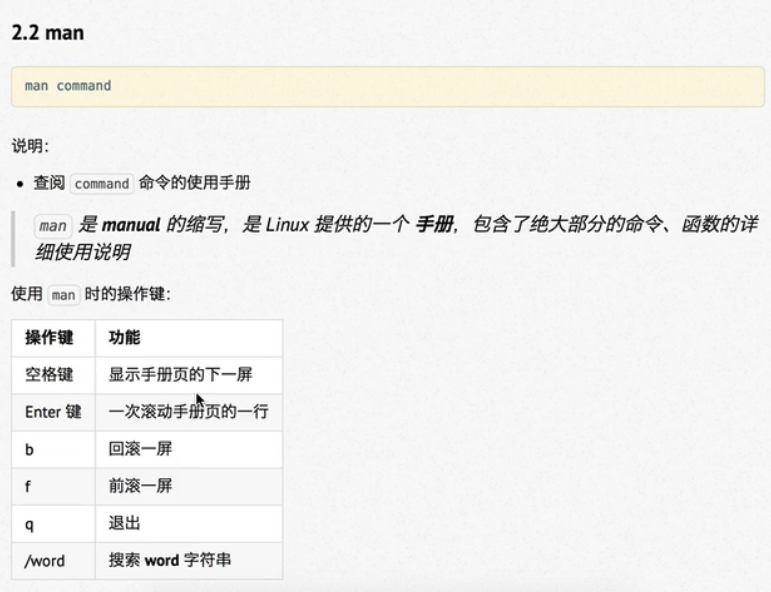 2.2 man
man command
说明：
• 查阅 command 命令的使用手册
man 是 manual 的缩写，是 Linux 提供的一个 手册，包含了绝大部分的命令、函数的详
细使用说明
使用 man 时的操作键：
操作键 功能
空格键 显示手册页的下一屏
Enter 键 一次滚动手册页的一行
b 回滚一屏
f 前滚一屏
q 退出
/word 搜索 word 字符串